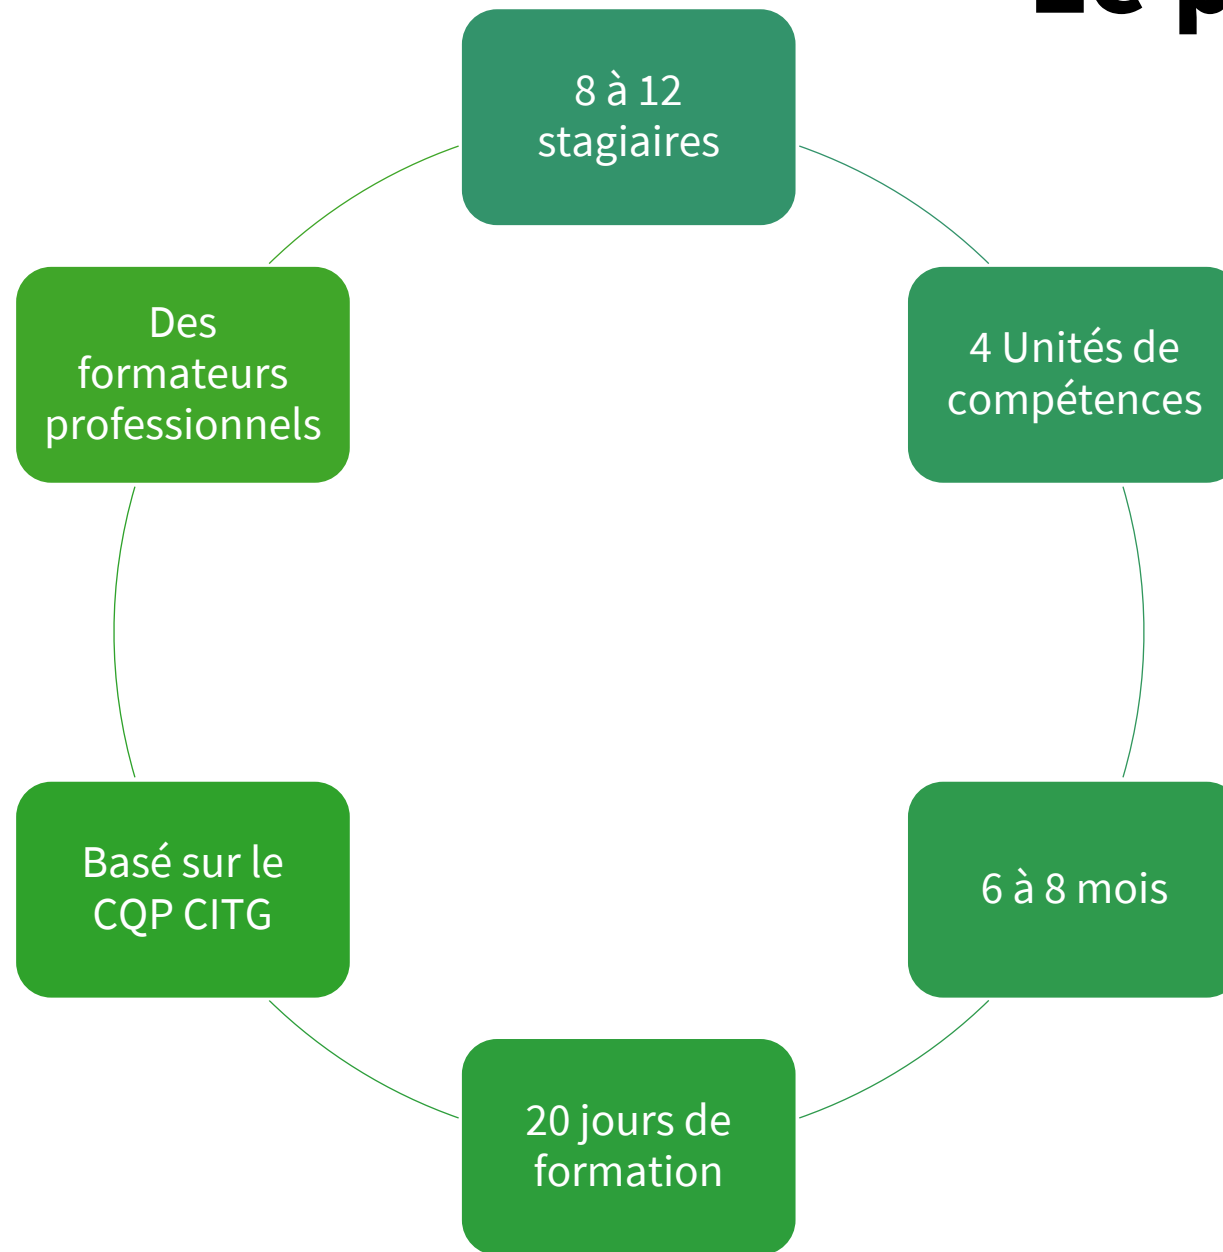 8 à 12
stagiaires
4 Unités de
compétences
6 à 8 mois
20 jours de
formation
Basé sur le
CQP CITG
Des
formateurs
professionnels